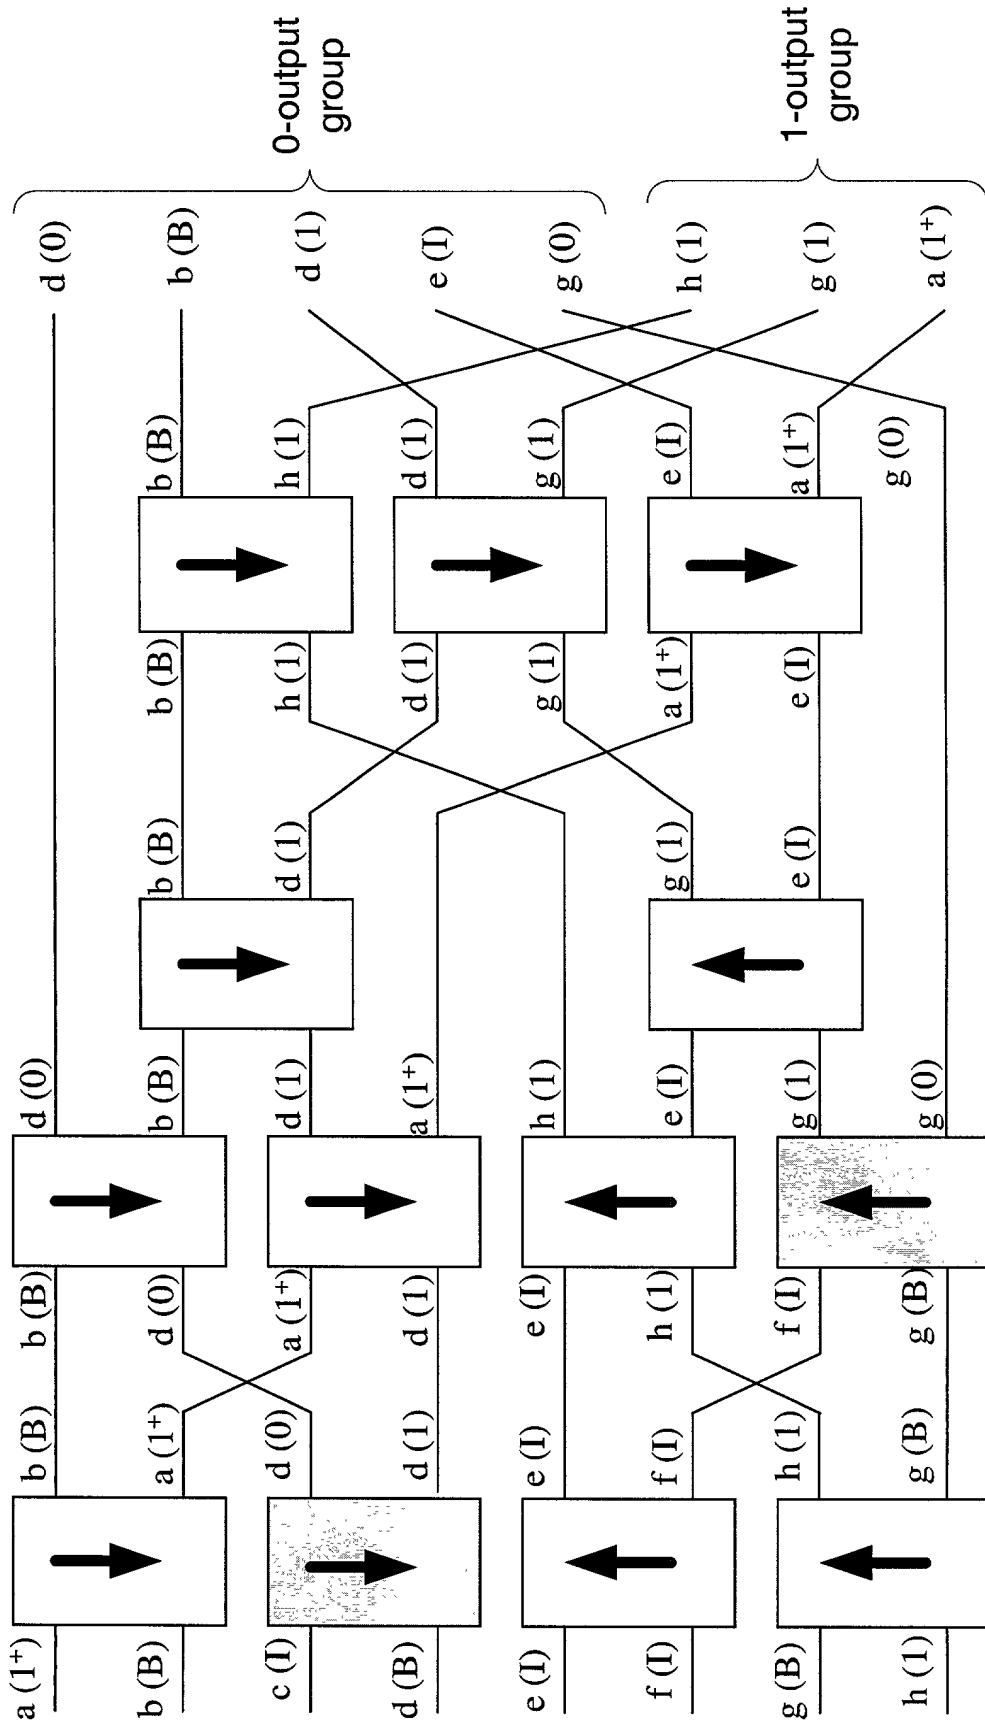 a (1⁺) b (B) b (B) d (0) d (0)
b (B) a (1⁺) d (0) b (B) b (B) b (B) b (B) b (B)
0-output
group
c (I) d (0) a (1⁺) d (1) d (1) h (1) h (1) d (1)
d (B) d (1) d (1) a (1⁺) d (1) d (1) e (I)
e (I) e (I) e (I) h (1) g (1) g (1) g (0)
f (I) f (I) h (1) e (I) g (1) a (1⁺) e (I) h (1)
g (B) h (1) f (I) g (1) e (I) e (I) a (1⁺) g (1)
1-output
group
h (1) g (B) g (B) g (0) g (0) a (1⁺)